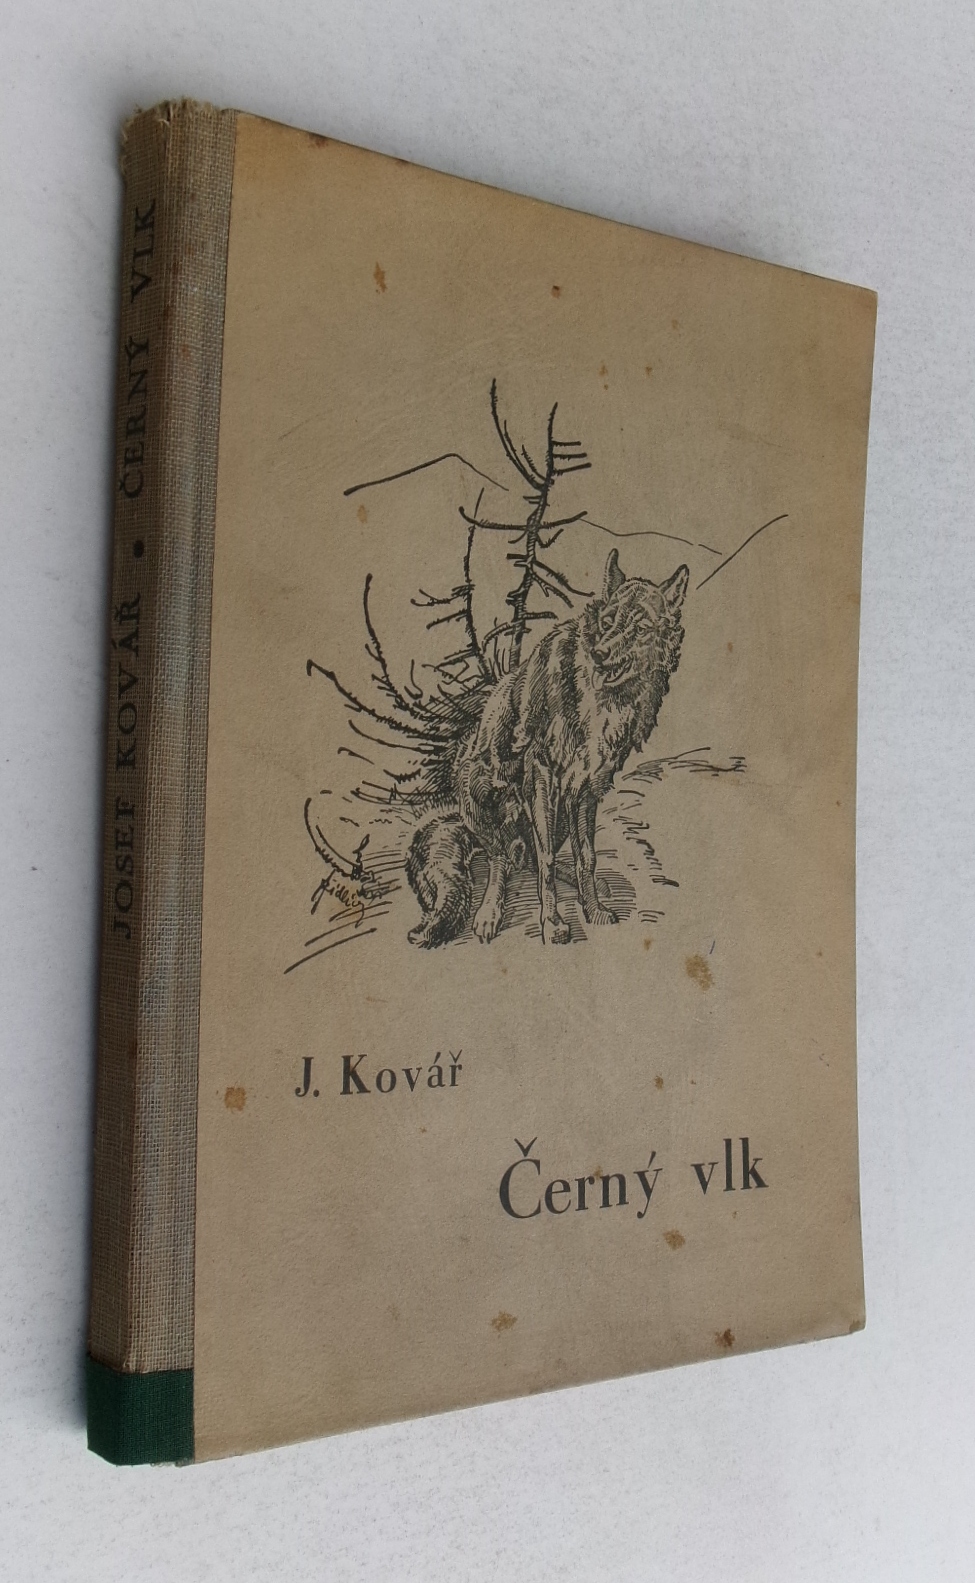 JOSEF KOVÁŘ • ČERNÝ VLK
J. Kovář
Černý vlk